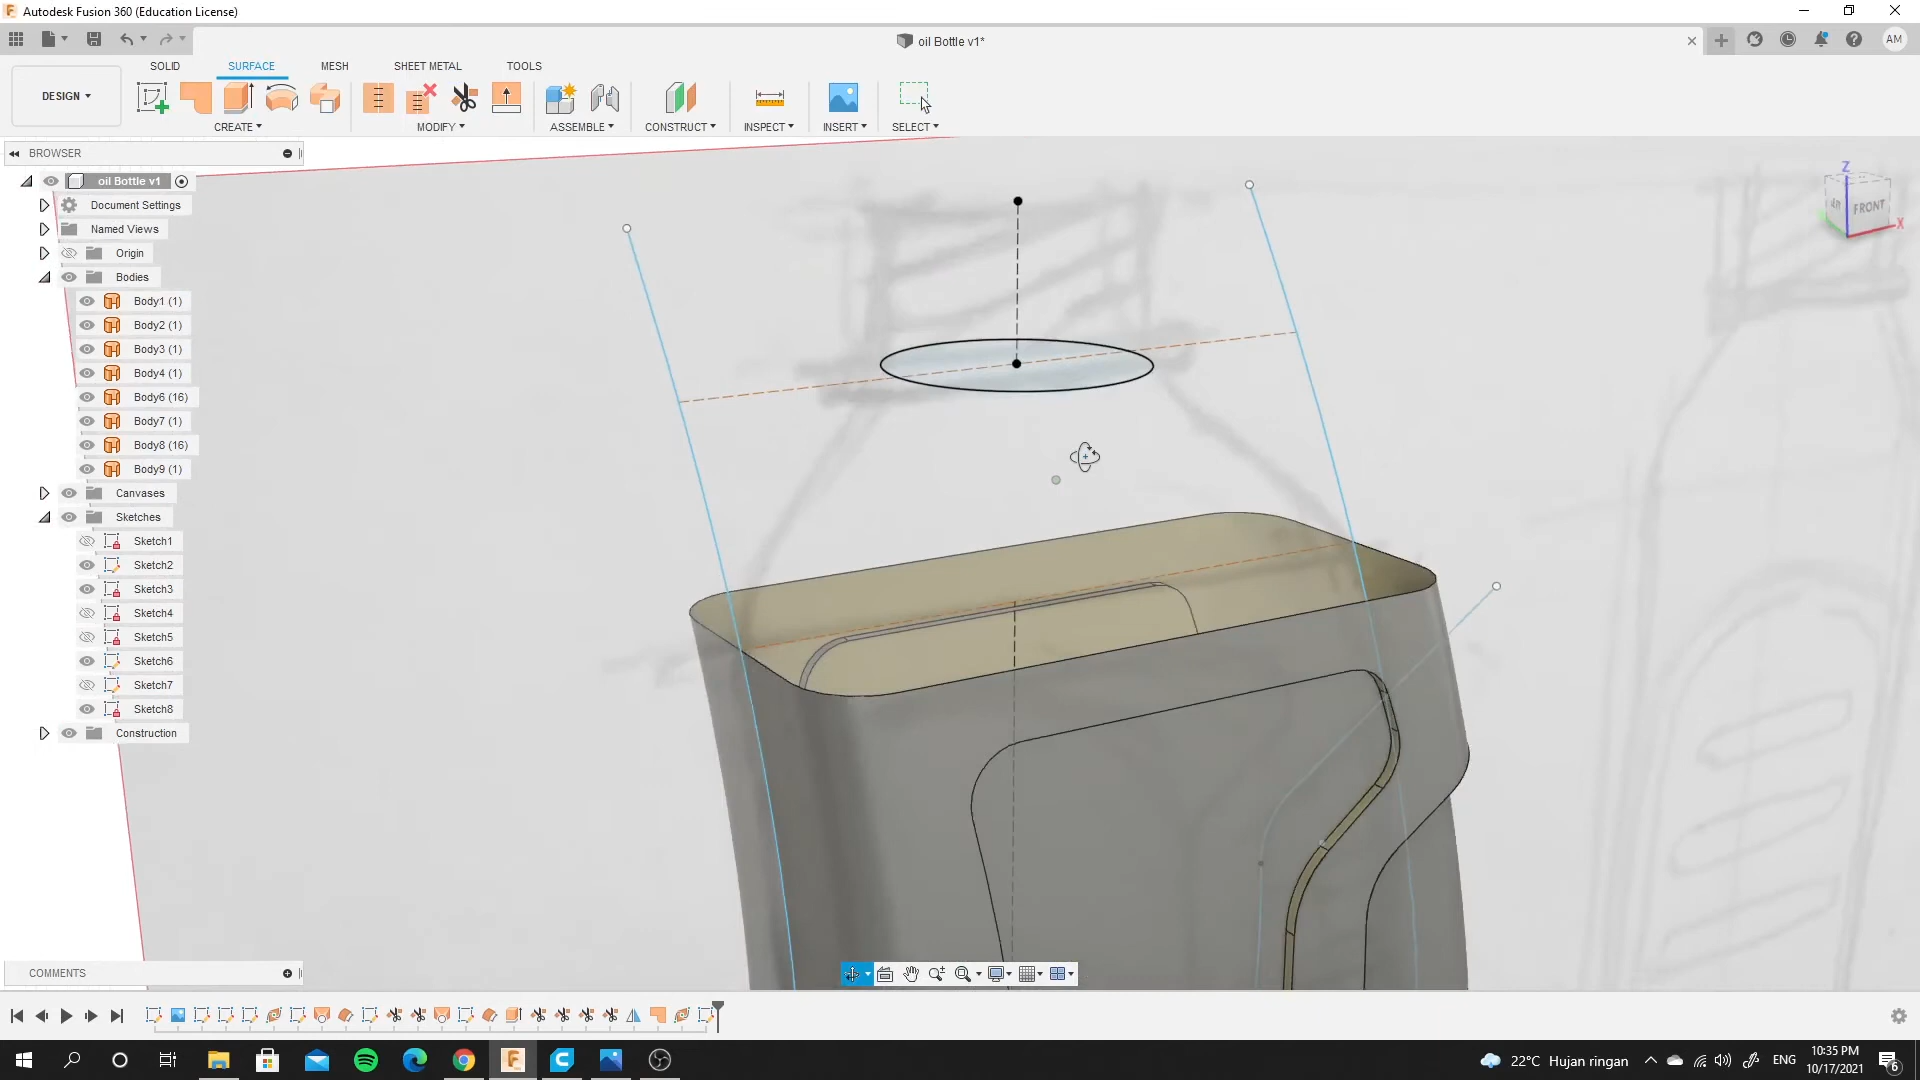 Autodesk Fusion 360 (Education License)
oil Bottle v1*
AM
DESIGN
SOLID SURFACE MESH SHEET METAL TOOLS
CREATE MODIFY ASSEMBLE CONSTRUCT INSPECT INSERT SELECT
BROWSER
oil Bottle v1
Document Settings
Named Views
Origin
Bodies
Body1 (1)
Body2 (1)
Body3 (1)
Body4 (1)
Body6 (16)
Body7 (1)
Body8 (16)
Body9 (1)
Canvases
Sketches
Sketch1
Sketch2
Sketch3
Sketch4
Sketch5
Sketch6
Sketch7
Sketch8
Construction
Z
FRONT
X
COMMENTS
22°C Hujan ringan
ENG
10:35 PM
10/17/2021
6